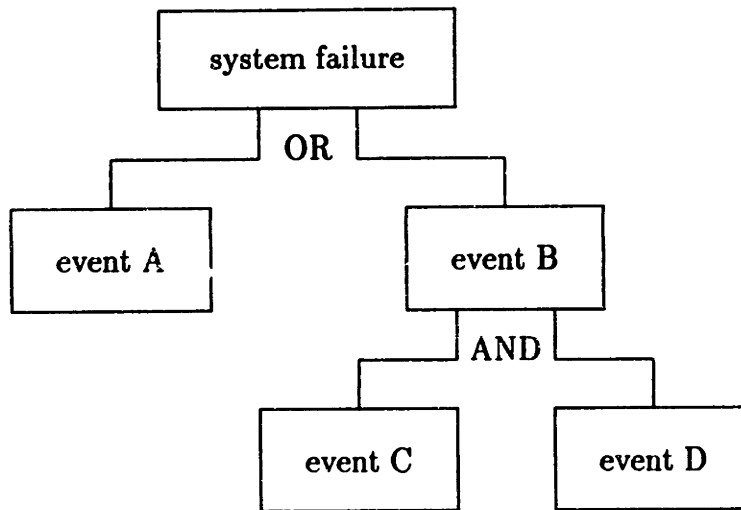 system failure
OR
event A
event B
AND
event C
event D